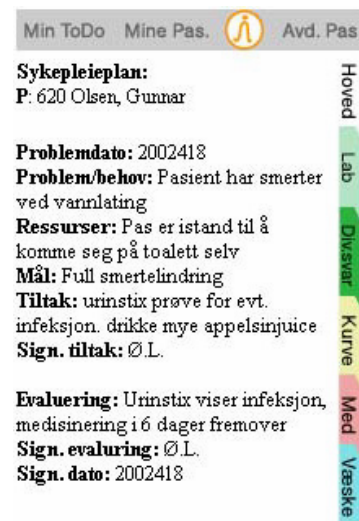 Min ToDo Mine Pas. Avd. Pas
Sykepleieplan:
P: 620 Olsen, Gunnar
Problemdato: 2002418
Problem/behov: Pasient har smerter
ved vannlating
Ressurser: Pas er istand til å
komme seg på toalett selv
Mål: Full smertelindring
Tiltak: urinstix prøve for evt.
infeksjon. drikke mye appelsinjuice
Sign. tiltak: Ø.L.
Evaluering: Urinstix viser infeksjon,
medisinering i 6 dager fremover
Sign. evaluring: Ø.L.
Sign. dato: 2002418
Hoved
Lab
Div.svar
Kurve
Med
Væske